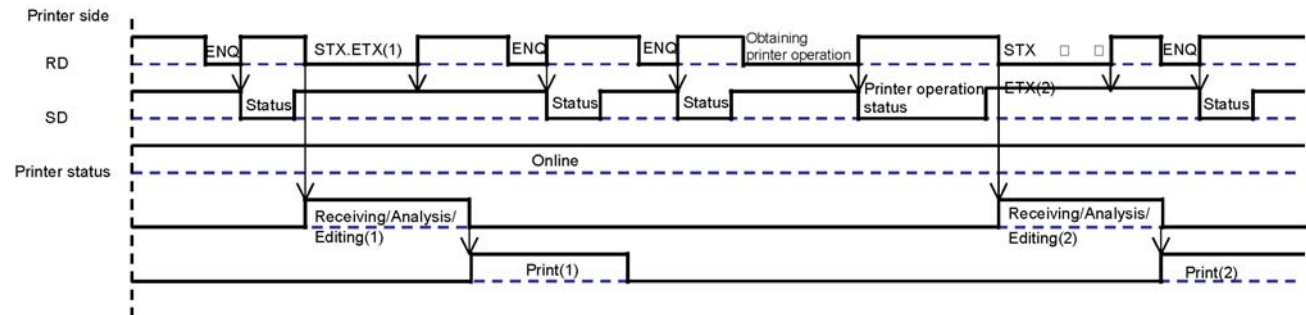 Printer side
RD
ENQ
STX.ETX(1)
ENQ
ENQ
Obtaining
printer operation
STX □ □
ENQ
SD
Status
Status
Status
Printer operation
status
ETX(2)
Status
Printer status
Online
Receiving/Analysis/
Editing(1)
Receiving/Analysis/
Editing(2)
Print(1)
Print(2)